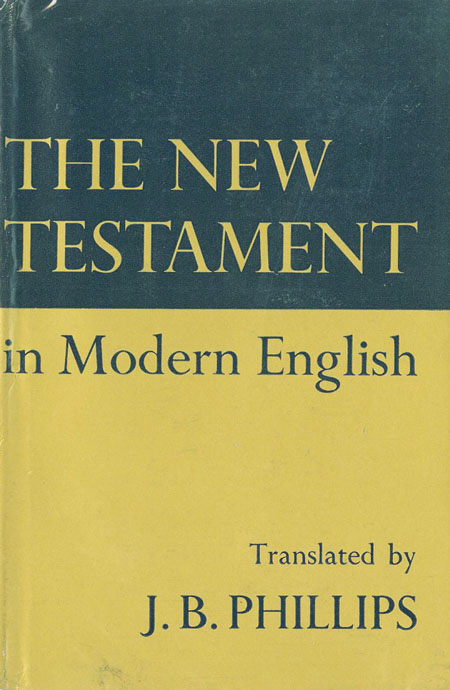 THE NEW
TESTAMENT
in Modern English
Translated by
J. B. PHILLIPS